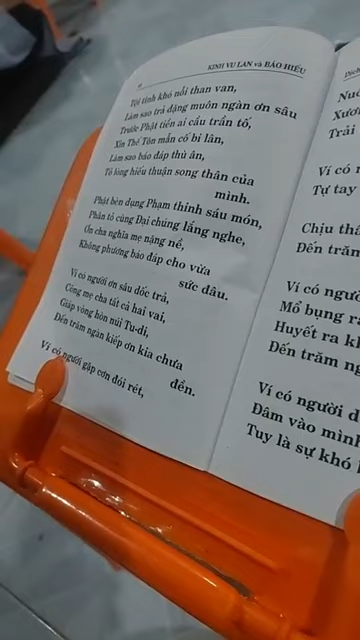 KINH VU LAN và BÁO HIẾU
Tội tình khó nỗi than van,
Làm sao trả đặng muôn ngàn ơn sâu
Trước Phật tiền ai cầu trần tố,
Xin Thế Tôn mẫn cố bi lân,
Làm sao báo đáp thù ân,
Tỏ lòng hiếu thuận song thân của
mình.
Phật bèn dụng Phạm thinh sáu món,
Phân tỏ cùng Đại chúng lắng nghe,
Ơn cha nghĩa mẹ nặng nề,
Không phương báo đáp cho vừa
sức đâu.
Ví có người ơn sâu dốc trả,
Cõng mẹ cha tất cả hai vai,
Giáp vòng hòn núi Tu-di,
Đến trăm ngàn kiếp ơn kia chưa
đền.
Ví có người gặp cơn đói rét,
Nuô
Xươ
Trải
Ví có
Tự tay
Chịu thâ
Đến trăm
Ví có ngư
Mổ bụng ra
Huyết ra kh
Đến trăm ng
Ví có người d
Đâm vào mình
Tuy là sự khó